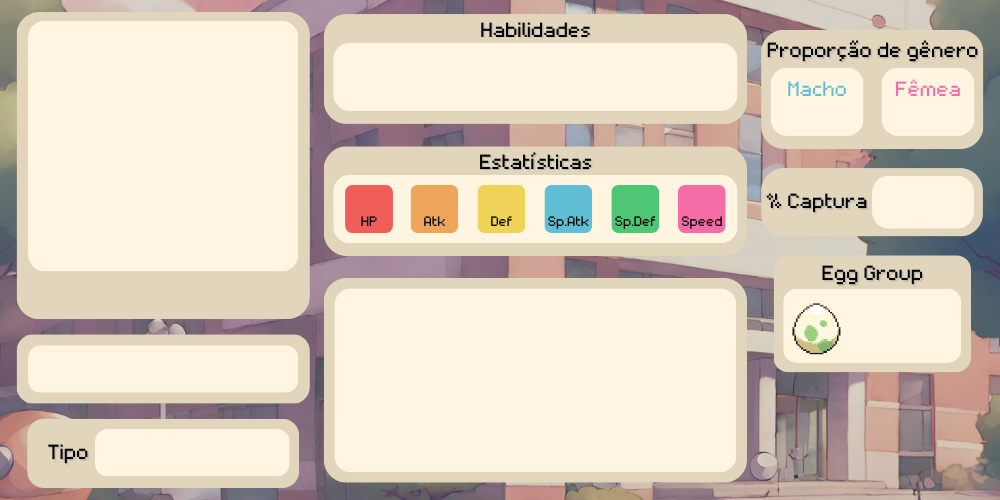 Habilidades
Estatísticas
HP
Atk
Def
Sp.Atk
Sp.Def
Speed
Proporção de gênero
Macho
Fêmea
% Captura
Egg Group
Tipo